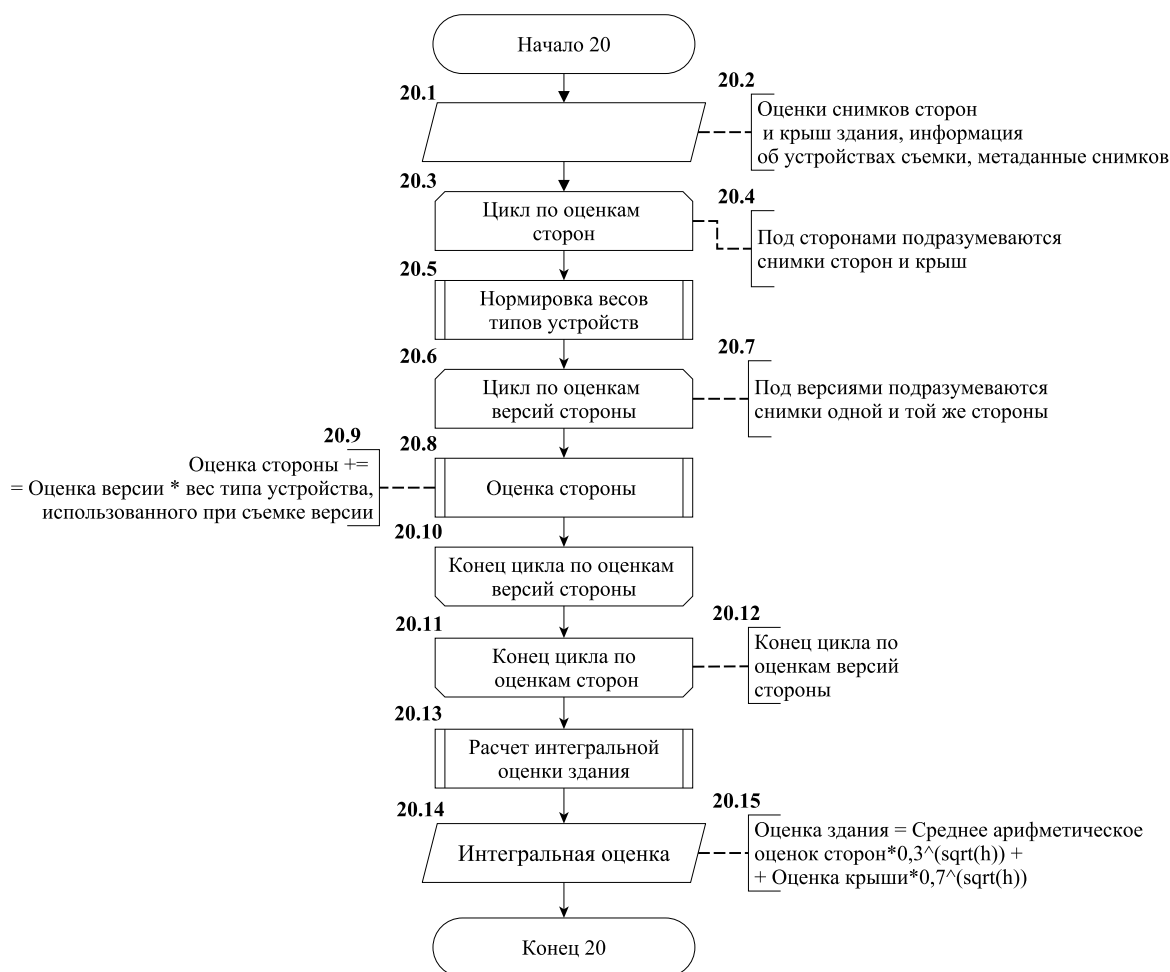 Начало 20
20.1
20.2
Оценки снимков сторон
и крыш здания, информация
об устройствах съемки, метаданные снимков
20.3
Цикл по оценкам
сторон
20.4
Под сторонами подразумеваются
снимки сторон и крыш
20.5
Нормировка весов
типов устройств
20.6
Цикл по оценкам
версий стороны
20.7
Под версиями подразумеваются
снимки одной и той же стороны
20.9
Оценка стороны +=
= Оценка версии * вес типа устройства,
использованного при съемке версии
20.8
Оценка стороны
20.10
Конец цикла по оценкам
версий стороны
20.11
Конец цикла по
оценкам сторон
20.12
Конец цикла по
оценкам версий
стороны
20.13
Расчет интегральной
оценки здания
20.14
Интегральная оценка
20.15
Оценка здания = Среднее арифметическое
оценок сторон*0,3^(sqrt(h)) +
+ Оценка крыши*0,7^(sqrt(h))
Конец 20